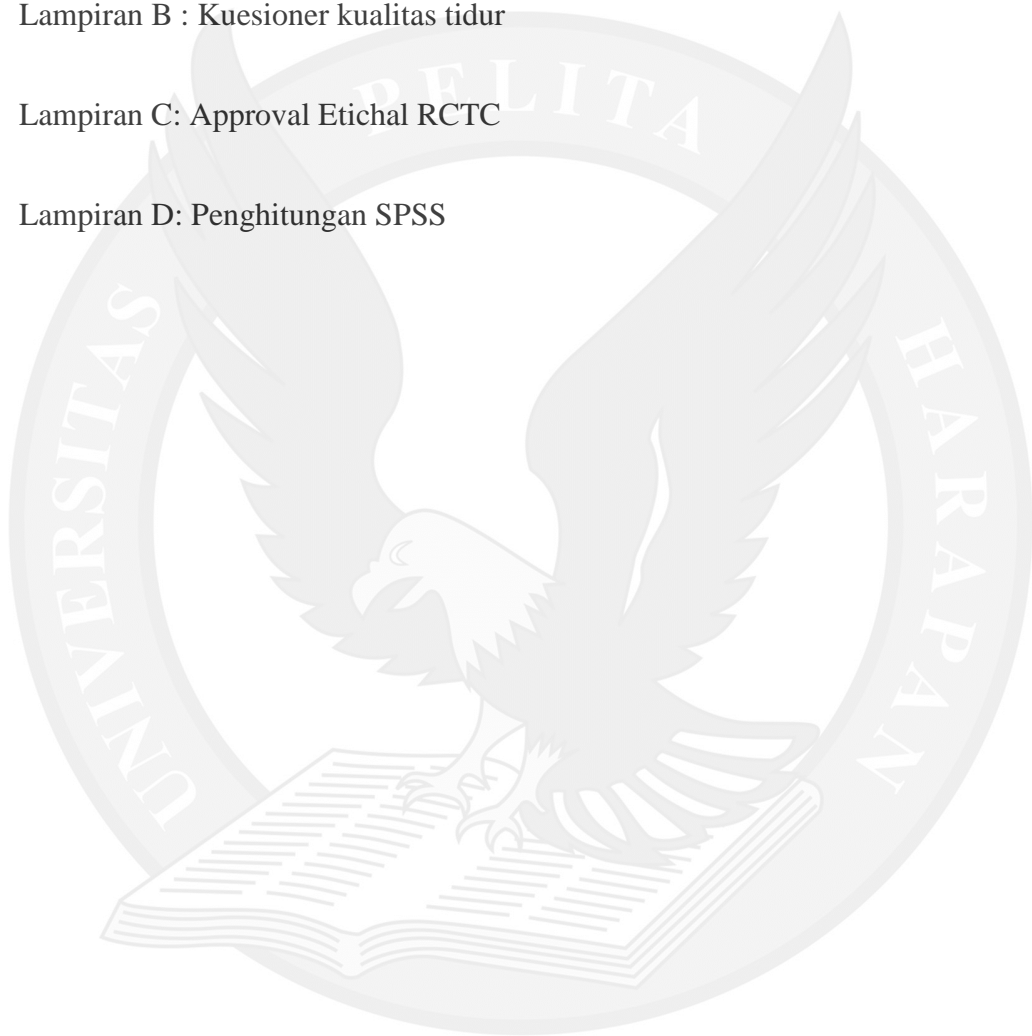 Lampiran B : Kuesioner kualitas tidur
Lampiran C: Approval Etichal RCTC
Lampiran D: Penghitungan SPSS
UNIVERSITAS PELITA HARAPAN